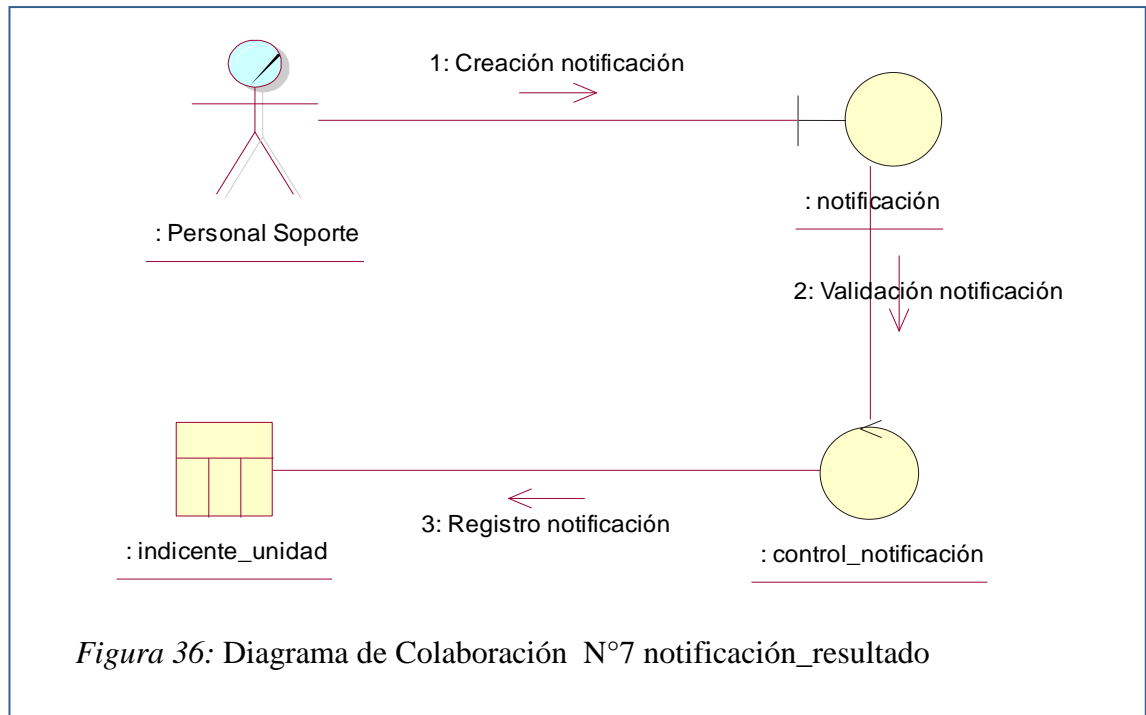 1: Creación notificación
: Personal Soporte
: notificación
2: Validación notificación
: indicente_unidad
3: Registro notificación
: control_notificación
Figura 36: Diagrama de Colaboración N°7 notificación_resultado